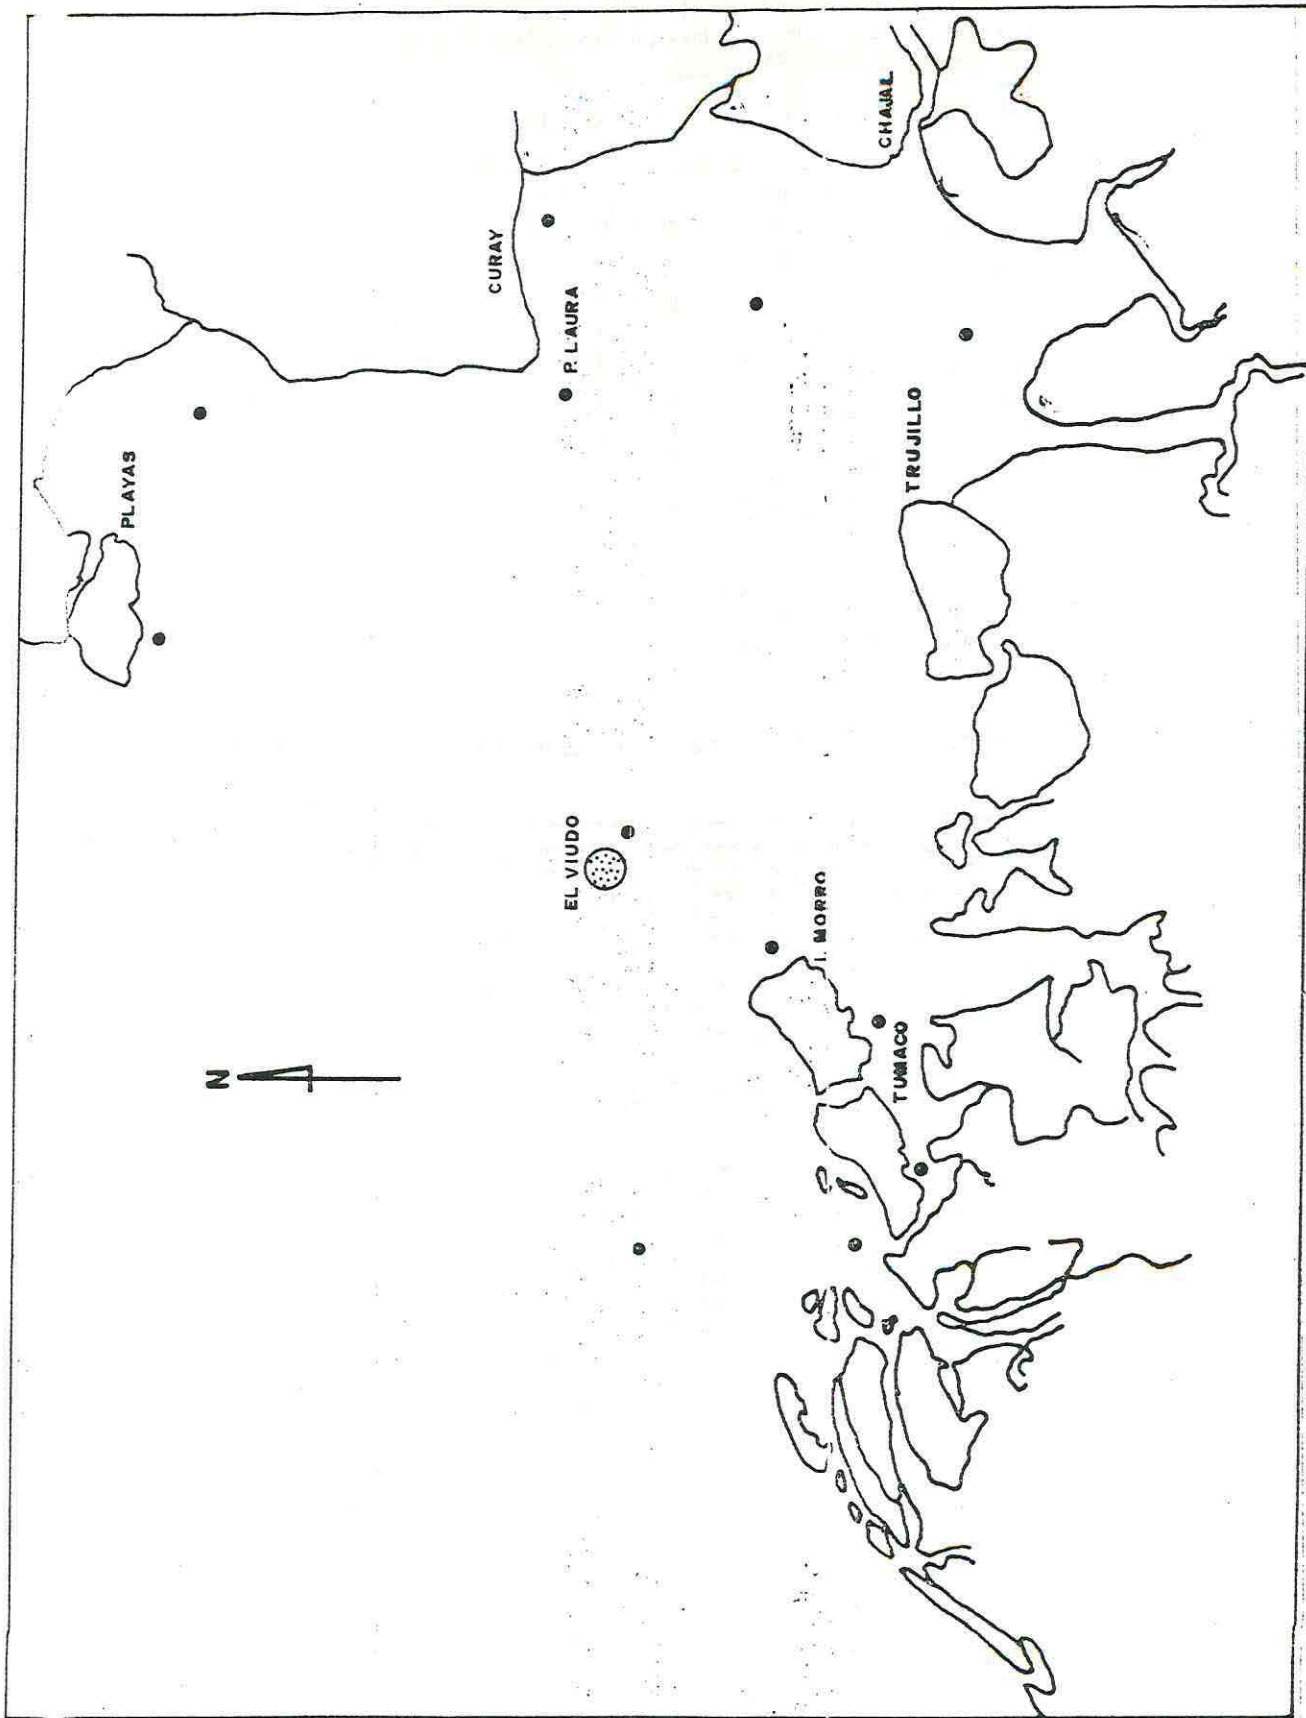 PLAYAS
CURAY
P. LAURA
CHAJAL
TRUJILLO
EL VIUDO
I. MORRO
TUMACO
N